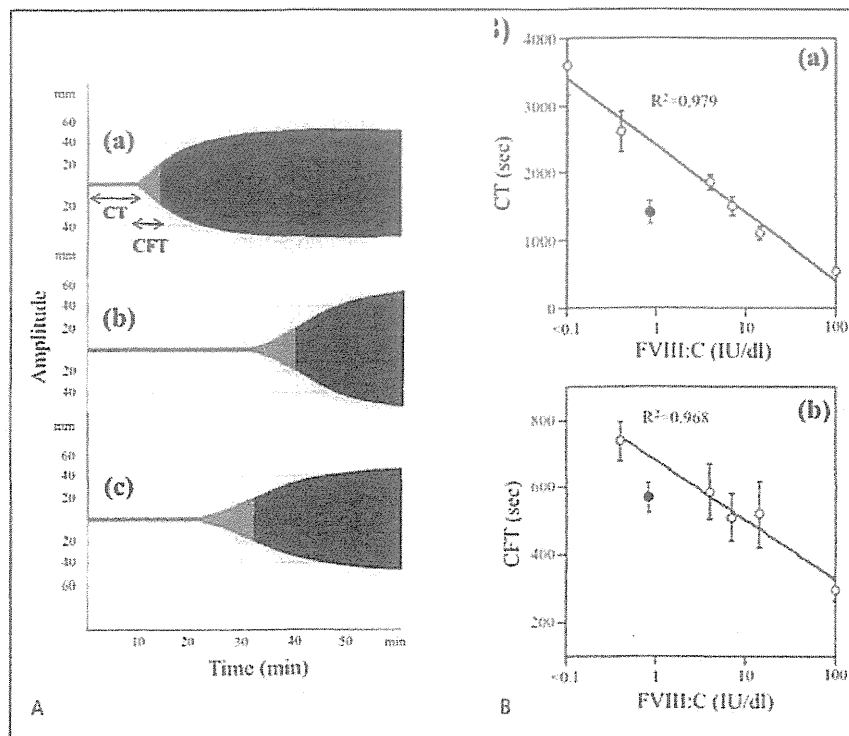 mm
60
40
20
(a)
CT
CFT
20
40
mm
60
40
20
(b)
20
40
mm
60
40
20
(c)
20
40
60
Amplitude
10
20
30
40
50
min
Time (min)
A
)
(a)
4000
3000
2000
1000
0
R²=0.979
CT (sec)
<0.1
1
10
100
FVIII:C (IU/dl)
(b)
800
600
400
200
R²=0.968
CFT (sec)
<0.1
1
10
100
FVIII:C (IU/dl)
B